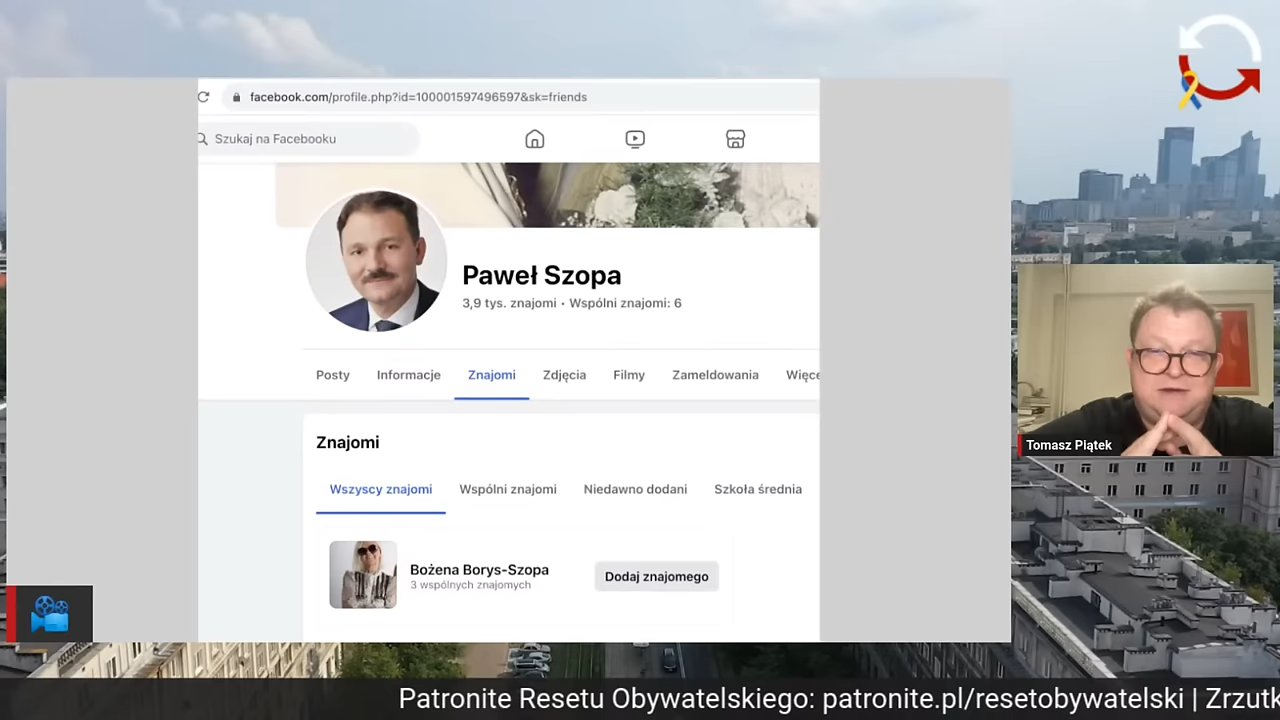 facebook.com/profile.php?id=100001597496597&sk=friends
Szukaj na Facebooku
Paweł Szopa
3,9 tys. znajomi · Wspólni znajomi: 6
Posty Informacje Znajomi Zdjęcia Filmy Zameldowania Więce
Znajomi
Wszyscy znajomi Wspólni znajomi Niedawno dodani Szkoła średnia
Bożena Borys-Szopa
3 wspólnych znajomych
Dodaj znajomego
Tomasz Piątek
Patronite Resetu Obywatelskiego: patronite.pl/resetobywatelski | Zrzutk